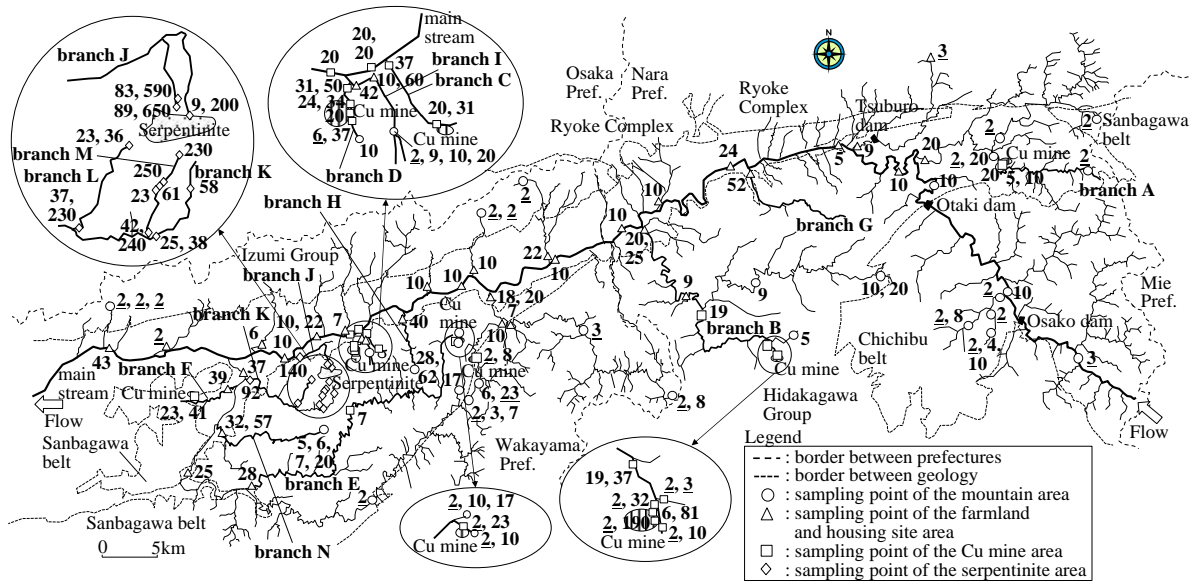 main
stream
20,
20
branch J
20
37
branch I
10, 60
branch C
31, 50
24, 34
42
Cu mine
20
6, 37
10
20, 31
Cu mine
2, 9, 10, 20
branch D
83, 590
89, 650
9, 200
Serpentinite
23, 36
230
branch M
branch K
branch L
250
23
61
58
37,
230
42,
240
25, 38
N
Osaka
Pref.
Nara
Pref.
Ryoke
Complex
Ryoke Complex
Tsuburo
dam
3
2
2
Sanbagawa
belt
24
52
5
9
20
2, 20
Cu mine
2
20
5, 10
branch A
10
10
Otaki dam
branch G
10
10
20,
25
2
2, 2
branch H
Izumi Group
branch J
22
10
10
10
10
18, 20
7
10
9
9
10, 20
19
branch B
5
Cu mine
Hidakagawa
Group
Chichibu
belt
2
10
2, 8
2
2, 4,
10
Osako dam
3
Mie
Pref.
Flow
2, 2, 2
branch K
2
6
10
10, 22
7
40
Cu
mine
3
43
branch F
39
37
92
140
Cu mine
Serpentinite
28,
62
17
2, 8
Cu mine
6, 23
2, 3, 7
2, 8
main
stream
Flow
Cu mine
23, 41
32, 57
7
5, 6,
7, 20
Sanbagawa
belt
25
28
branch E
2
Wakayama
Pref.
Sanbagawa belt
0
5km
branch N
2, 10, 17
2, 23
2, 10
Cu mine
19, 37
2, 3
2, 32
6, 81
2, 190
2, 10
Cu mine
Legend
: border between prefectures
: border between geology
: sampling point of the mountain area
: sampling point of the farmland
and housing site area
: sampling point of the Cu mine area
: sampling point of the serpentinite area